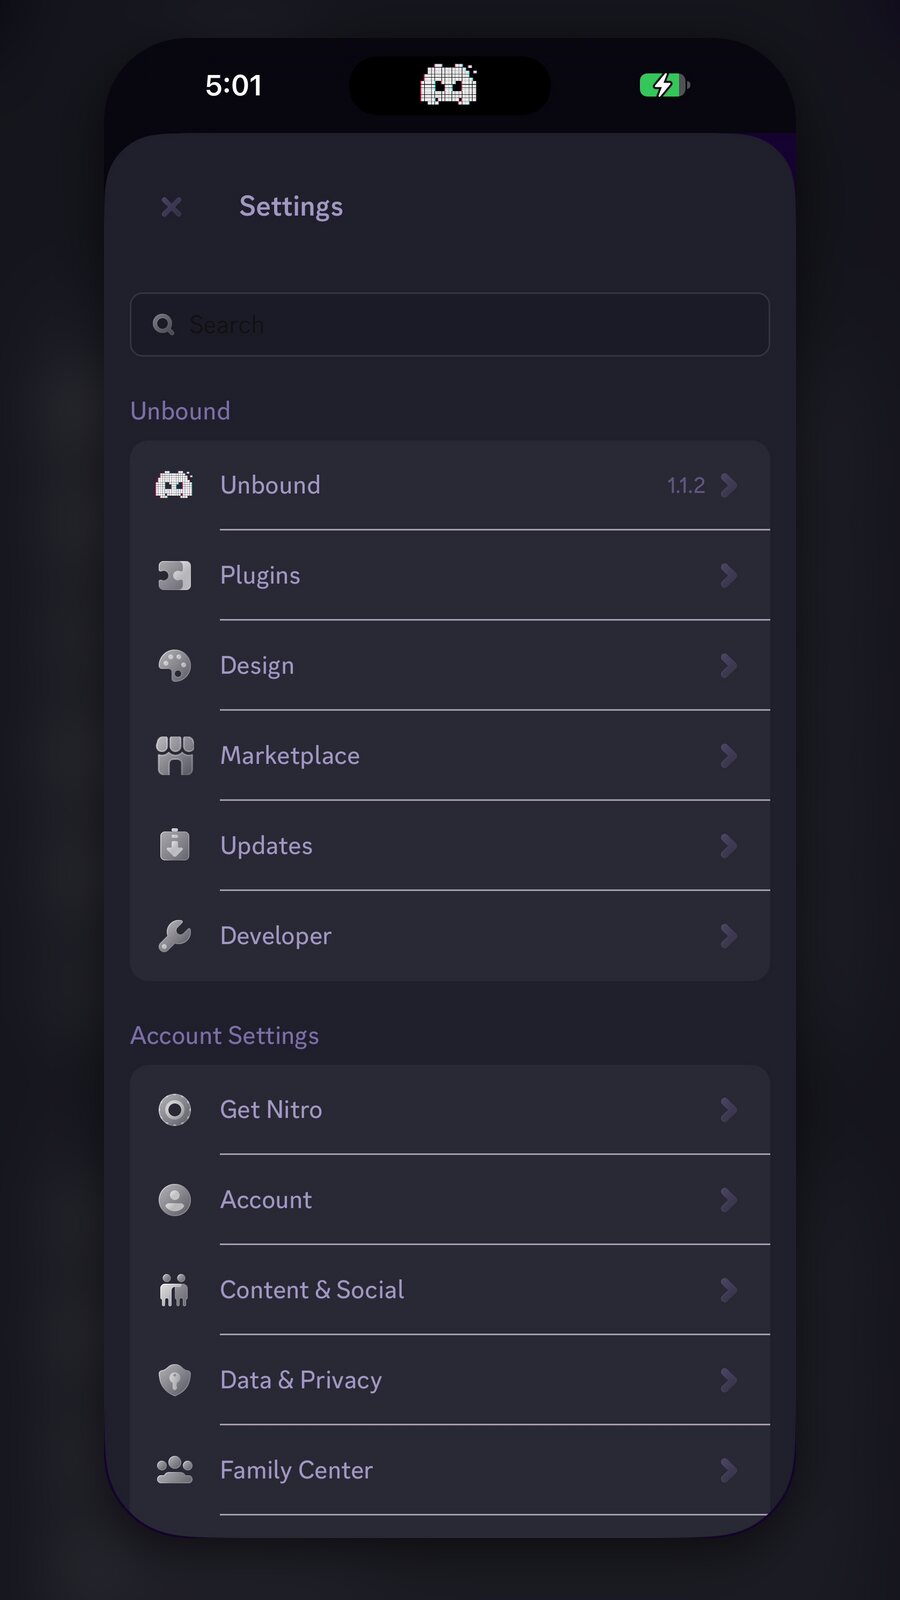 5:01
Settings
Search
Unbound
Unbound 1.1.2
Plugins
Design
Marketplace
Updates
Developer
Account Settings
Get Nitro
Account
Content & Social
Data & Privacy
Family Center